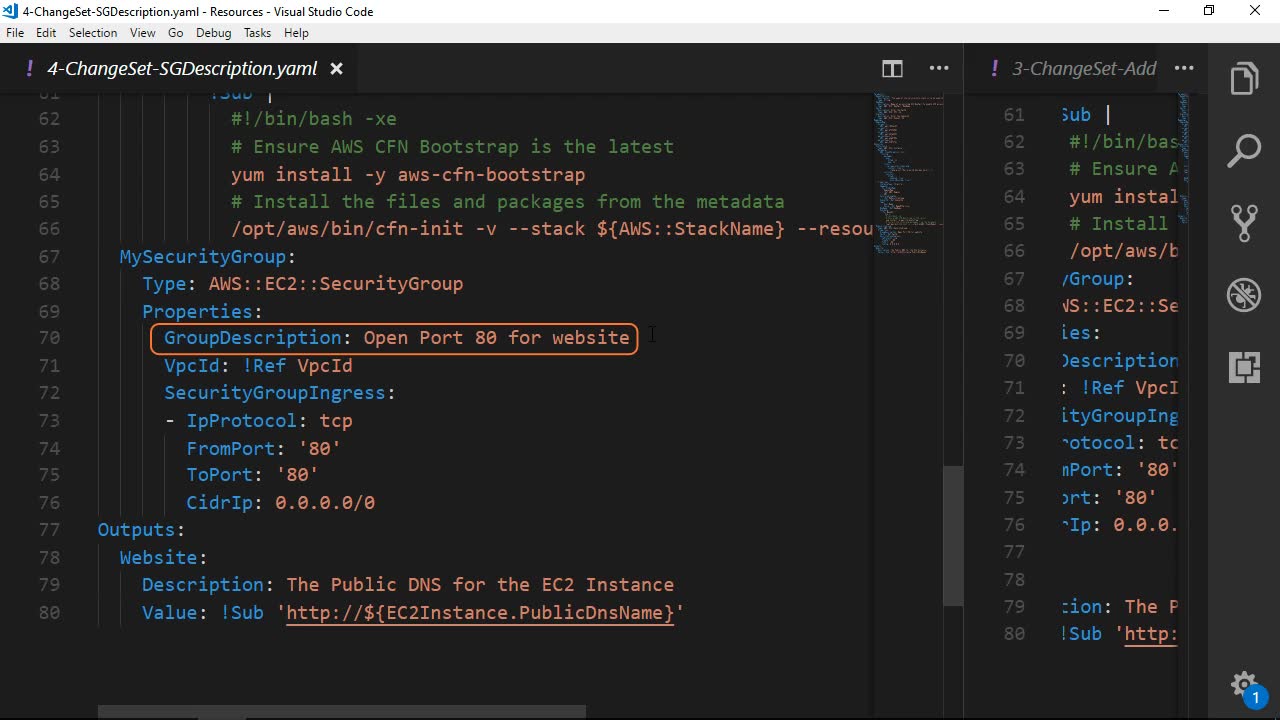 4-ChangeSet-SGDescription.yaml - Resources - Visual Studio Code
File Edit Selection View Go Debug Tasks Help
! 4-ChangeSet-SGDescription.yaml
61 !Sub |
62 #!/bin/bash -xe
63 # Ensure AWS CFN Bootstrap is the latest
64 yum install -y aws-cfn-bootstrap
65 # Install the files and packages from the metadata
66 /opt/aws/bin/cfn-init -v --stack ${AWS::StackName} --resou
67 MySecurityGroup:
68 Type: AWS::EC2::SecurityGroup
69 Properties:
70 GroupDescription: Open Port 80 for website
71 VpcId: !Ref VpcId
72 SecurityGroupIngress:
73 - IpProtocol: tcp
74 FromPort: '80'
75 ToPort: '80'
76 CidrIp: 0.0.0.0/0
77 Outputs:
78 Website:
79 Description: The Public DNS for the EC2 Instance
80 Value: !Sub 'http://${EC2Instance.PublicDnsName}'
! 3-ChangeSet-Add
61 Sub |
62 #!/bin/bas
63 # Ensure A
64 yum instal
65 # Install
66 /opt/aws/b
67 yGroup:
68 WS::EC2::Se
69 ies:
70 Description
71 : !Ref VpcI
72 ityGroupIng
73 rotocol: tc
74 mPort: '80'
75 ort: '80'
76 rIp: 0.0.0.
77
78
79 tion: The P
80 !Sub 'http:
1